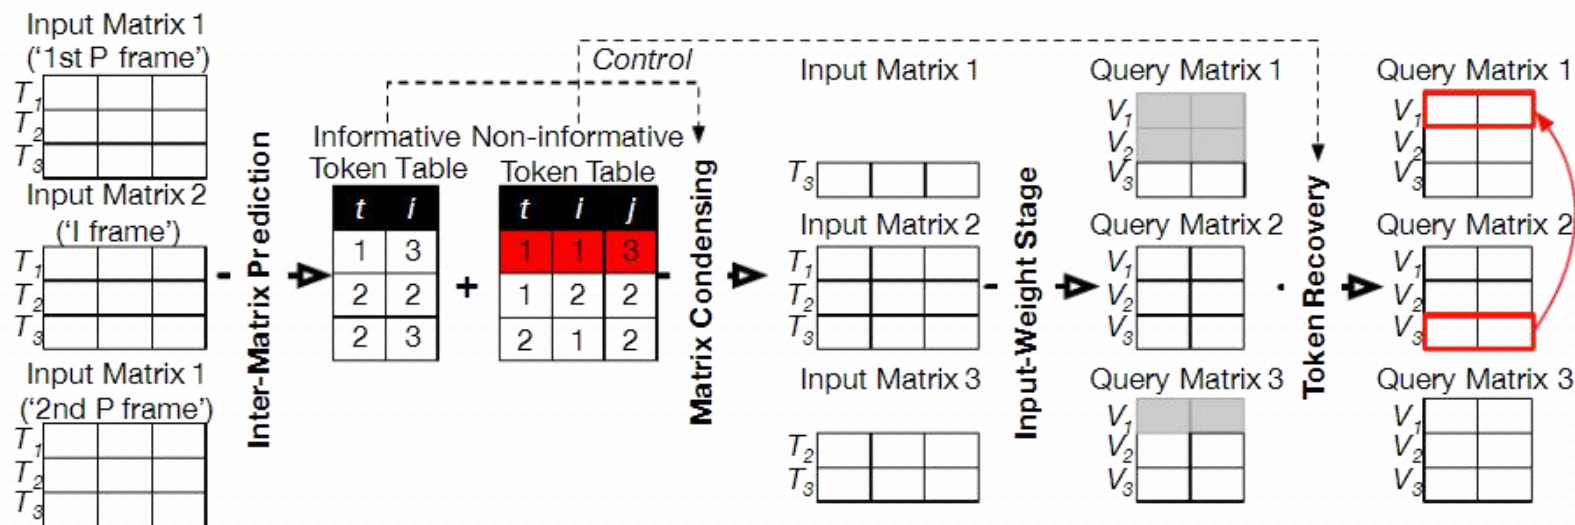 Input Matrix 1
('1st P frame')
T1
T2
T3
Input Matrix 2
('I frame')
T1
T2
T3
Input Matrix 1
('2nd P frame')
T1
T2
T3
Inter-Matrix Prediction
Control
Informative
Token Table
t i
1 3
2 2
2 3
+
Non-informative
Token Table
t i j
1 1 3
1 2 2
2 1 2
Matrix Condensing
Input Matrix 1
T3
Input Matrix 2
T1
T2
T3
Input Matrix 3
T2
T3
Input-Weight Stage
Query Matrix 1
V1
V2
V3
Query Matrix 2
V1
V2
V3
Query Matrix 3
V1
V2
V3
Token Recovery
Query Matrix 1
V1
V2
V3
Query Matrix 2
V1
V2
V3
Query Matrix 3
V1
V2
V3